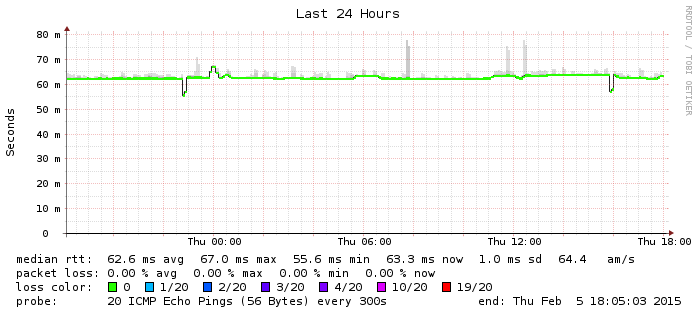 Last 24 Hours
RRDTOOL / TOBI OETIKER
Seconds
80 m
70 m
60 m
50 m
40 m
30 m
20 m
10 m
0
Thu 00:00 Thu 06:00 Thu 12:00 Thu 18:00
median rtt: 62.6 ms avg 67.0 ms max 55.6 ms min 63.3 ms now 1.0 ms sd 64.4 am/s
packet loss: 0.00 % avg 0.00 % max 0.00 % min 0.00 % now
loss color: 0 1/20 2/20 3/20 4/20 10/20 19/20
probe: 20 ICMP Echo Pings (56 Bytes) every 300s end: Thu Feb 5 18:05:03 2015